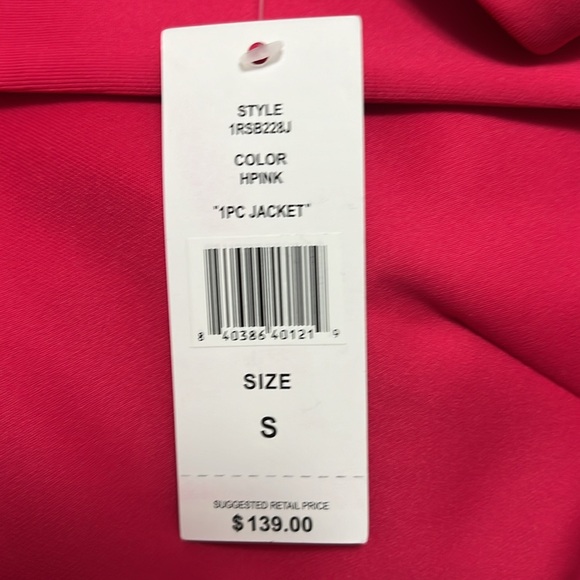 STYLE
1RSB228J
COLOR
HPINK
"1PC JACKET"
8 40386 40121 9
SIZE
S
SUGGESTED RETAIL PRICE
$139.00